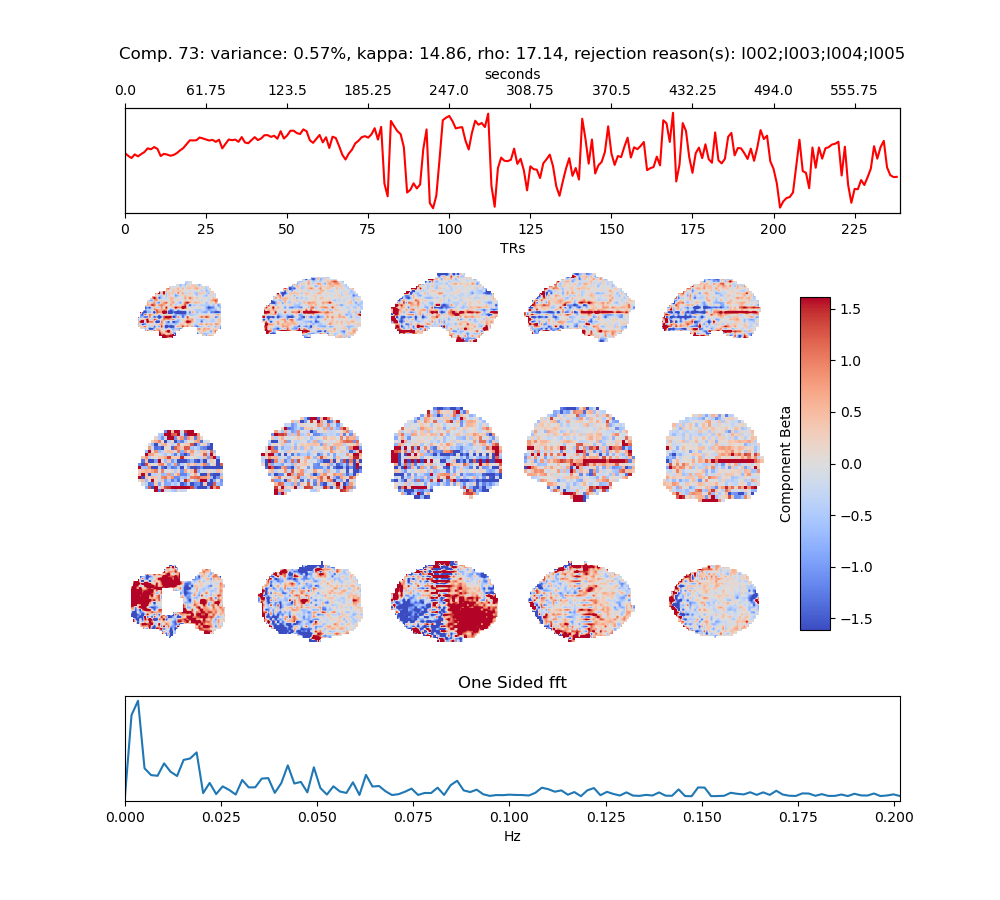 Comp. 73: variance: 0.57%, kappa: 14.86, rho: 17.14, rejection reason(s): I002;I003;I004;I005
seconds
0.0 61.75 123.5 185.25 247.0 308.75 370.5 432.25 494.0 555.75
0 25 50 75 100 125 150 175 200 225
TRs
1.5
1.0
0.5
0.0
−0.5
−1.0
−1.5
Component Beta
One Sided fft
0.000 0.025 0.050 0.075 0.100 0.125 0.150 0.175 0.200
Hz